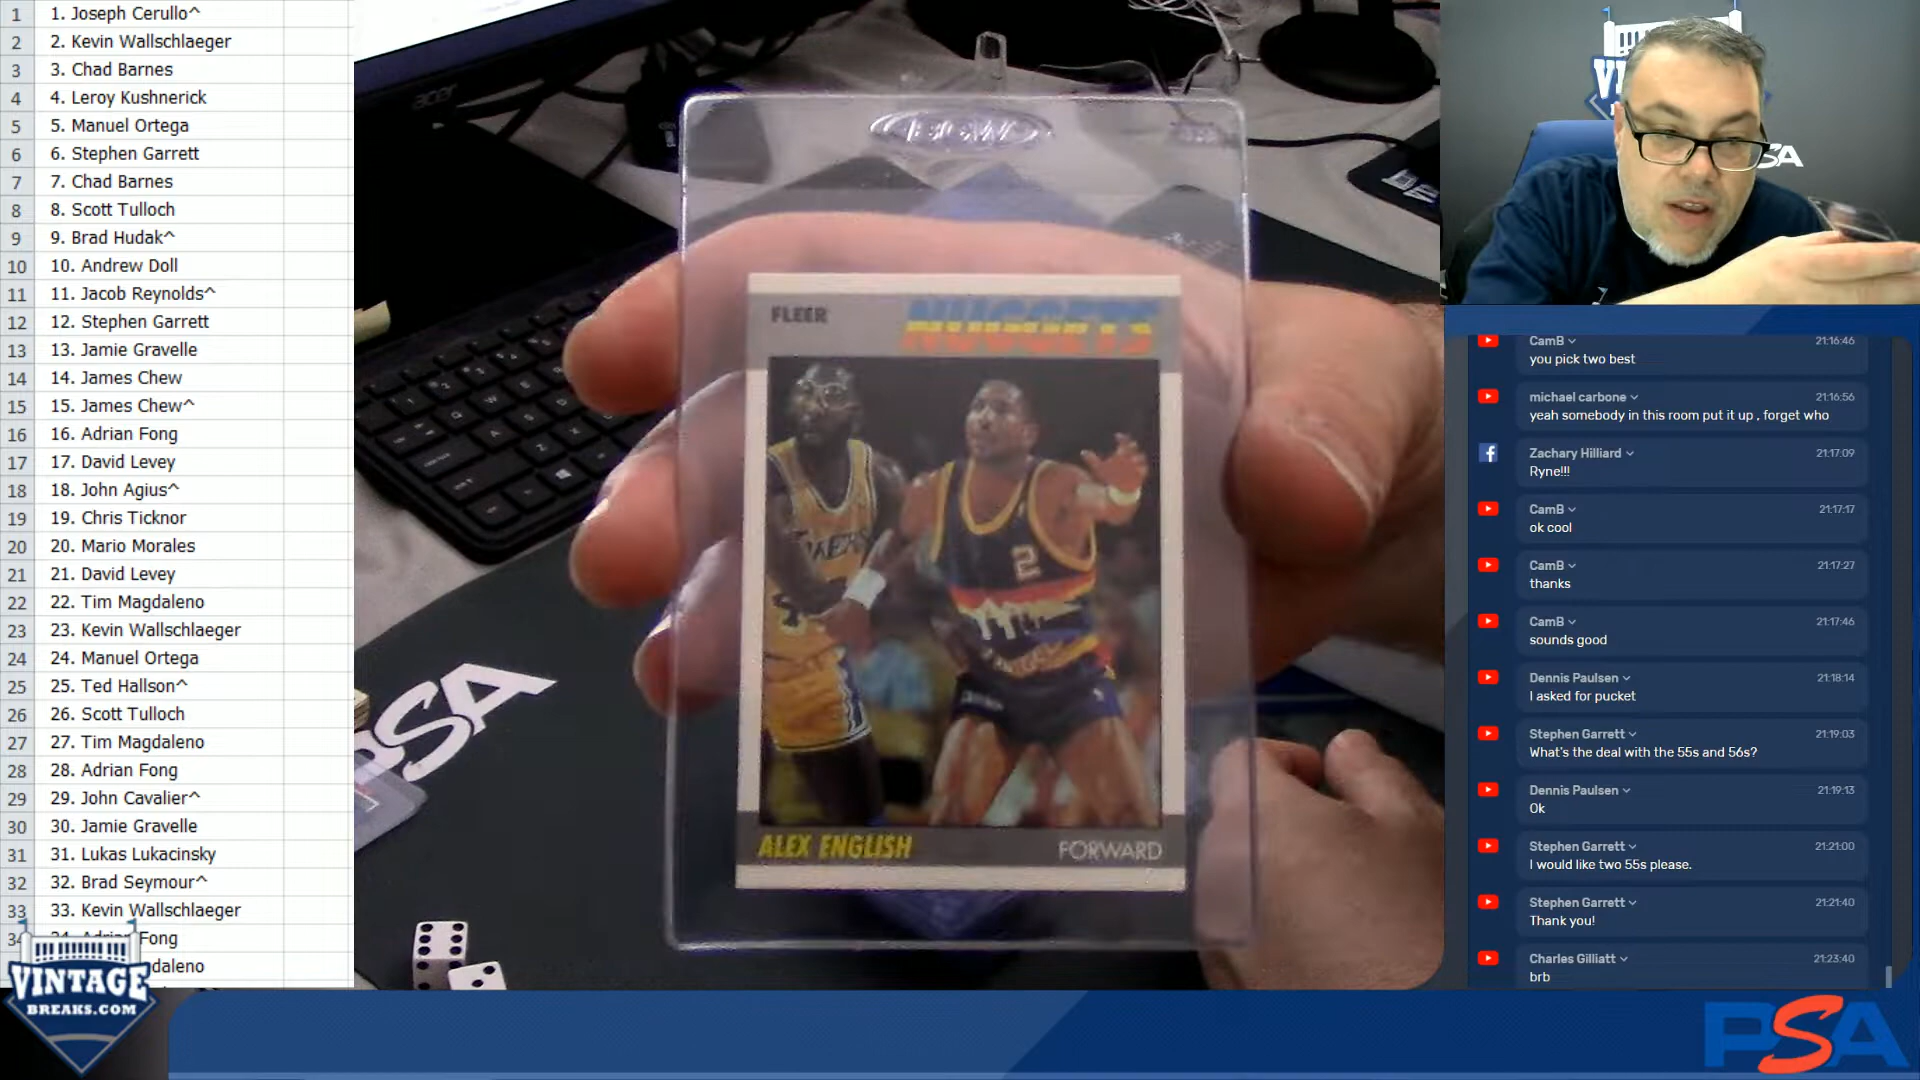 1 1. Joseph Cerullo^
2 2. Kevin Wallschlaeger
3 3. Chad Barnes
4 4. Leroy Kushnerick
5 5. Manuel Ortega
6 6. Stephen Garrett
7 7. Chad Barnes
8 8. Scott Tulloch
9 9. Brad Hudak^
10 10. Andrew Doll
11 11. Jacob Reynolds^
12 12. Stephen Garrett
13 13. Jamie Gravelle
14 14. James Chew
15 15. James Chew^
16 16. Adrian Fong
17 17. David Levey
18 18. John Agius^
19 19. Chris Ticknor
20 20. Mario Morales
21 21. David Levey
22 22. Tim Magdaleno
23 23. Kevin Wallschlaeger
24 24. Manuel Ortega
25 25. Ted Hallson^
26 26. Scott Tulloch
27 27. Tim Magdaleno
28 28. Adrian Fong
29 29. John Cavalier^
30 30. Jamie Gravelle
31 31. Lukas Lukacinsky
32 32. Brad Seymour^
33 33. Kevin Wallschlaeger
Fong
daleno
VINTAGE
BREAKS.COM
acer
BCW
FLEER
NUGGETS
2
ALEX ENGLISH FORWARD
PSA
CamB 21:16:46
you pick two best
michael carbone 21:16:56
yeah somebody in this room put it up , forget who
Zachary Hilliard 21:17:09
Ryne!!!
CamB 21:17:17
ok cool
CamB 21:17:27
thanks
CamB 21:17:46
sounds good
Dennis Paulsen 21:18:14
I asked for pucket
Stephen Garrett 21:19:03
What's the deal with the 55s and 56s?
Dennis Paulsen 21:19:13
Ok
Stephen Garrett 21:21:00
I would like two 55s please.
Stephen Garrett 21:21:40
Thank you!
Charles Gilliatt 21:23:40
brb
PSA